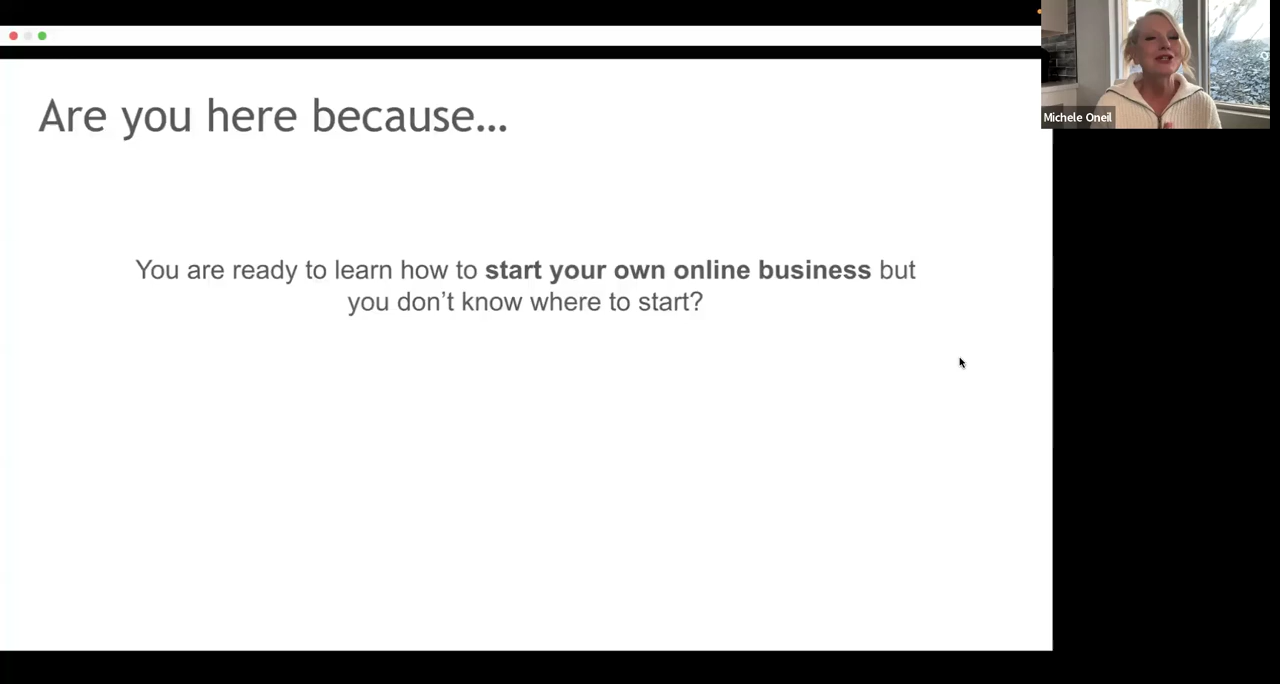 Are you here because…
Michele Oneil
You are ready to learn how to start your own online business but
you don’t know where to start?